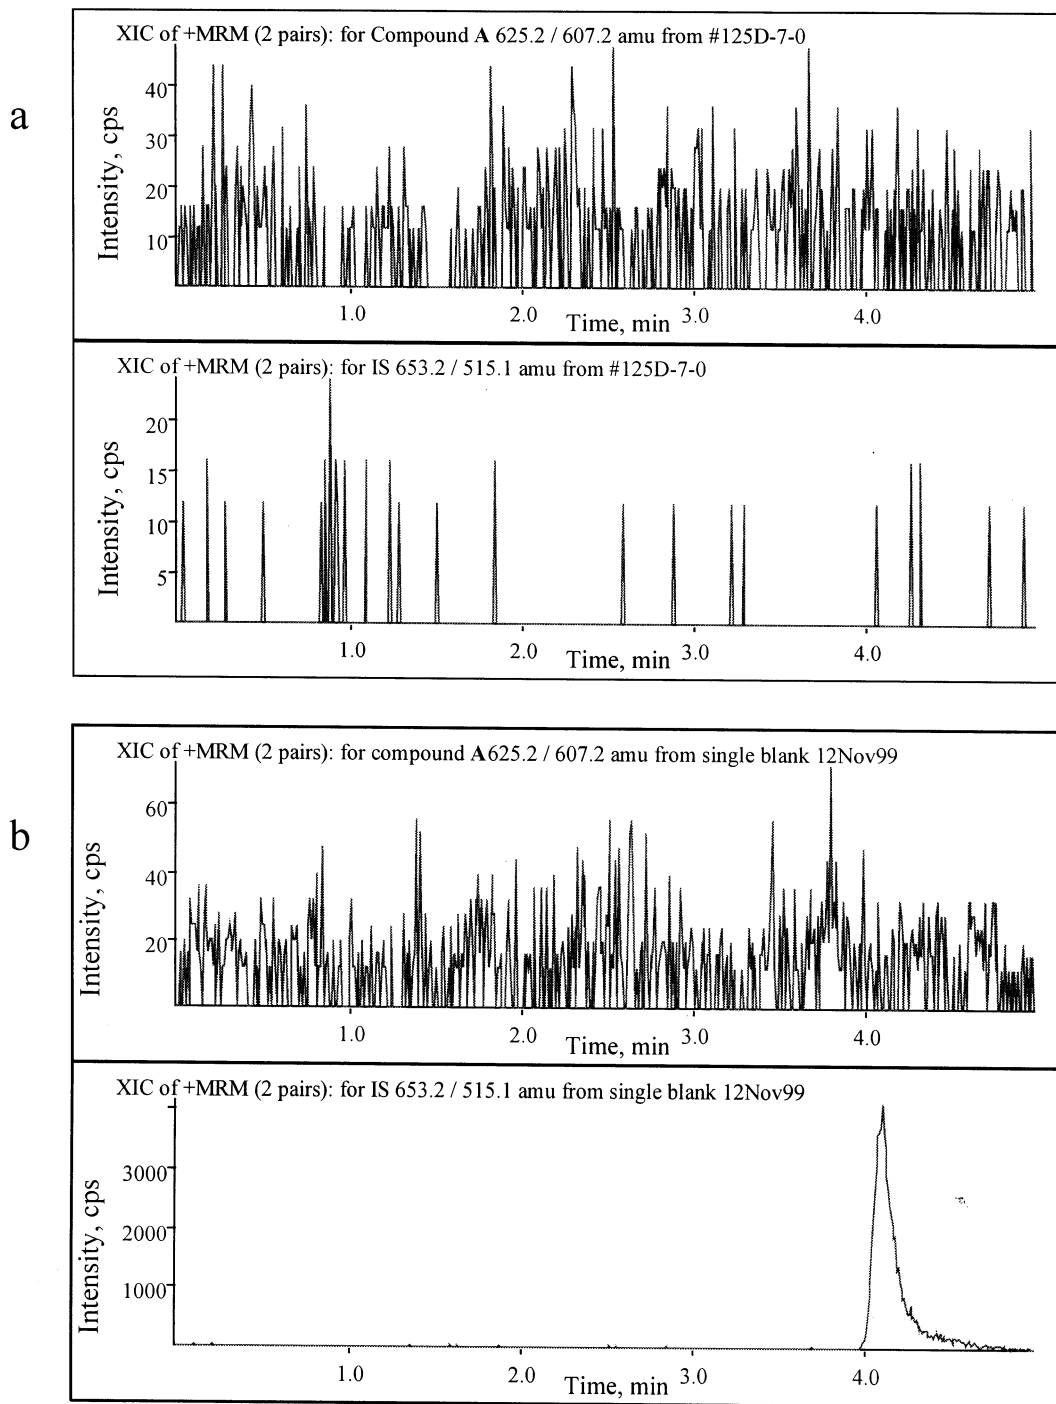 a
XIC of +MRM (2 pairs): for Compound A 625.2 / 607.2 amu from #125D-7-0
Intensity, cps
40
30
20
10
1.0 2.0 3.0 4.0
Time, min
XIC of +MRM (2 pairs): for IS 653.2 / 515.1 amu from #125D-7-0
Intensity, cps
20
15
10
5
1.0 2.0 3.0 4.0
Time, min
b
XIC of +MRM (2 pairs): for compound A 625.2 / 607.2 amu from single blank 12Nov99
Intensity, cps
60
40
20
1.0 2.0 3.0 4.0
Time, min
XIC of +MRM (2 pairs): for IS 653.2 / 515.1 amu from single blank 12Nov99
Intensity, cps
3000
2000
1000
1.0 2.0 3.0 4.0
Time, min